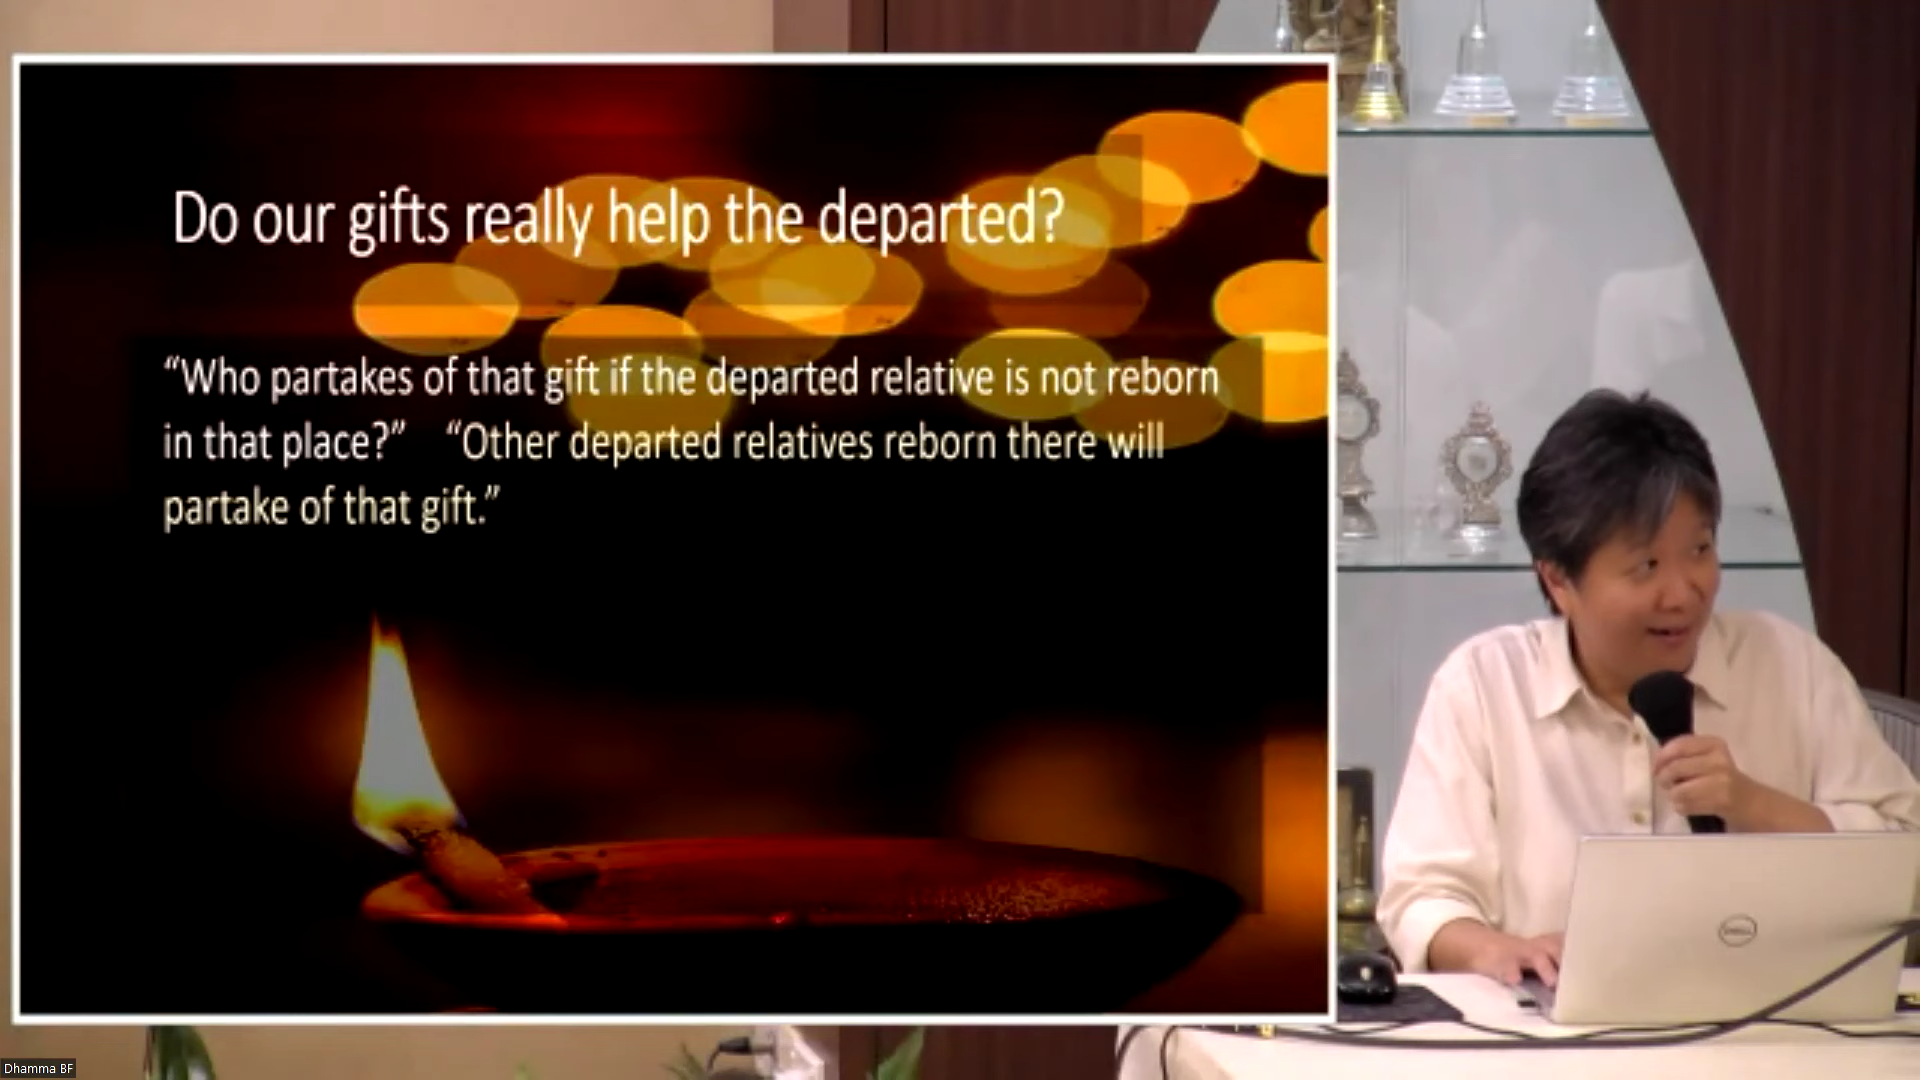 Do our gifts really help the departed?
“Who partakes of that gift if the departed relative is not reborn
in that place?” “Other departed relatives reborn there will
partake of that gift.”
DELL
Dhamma BF